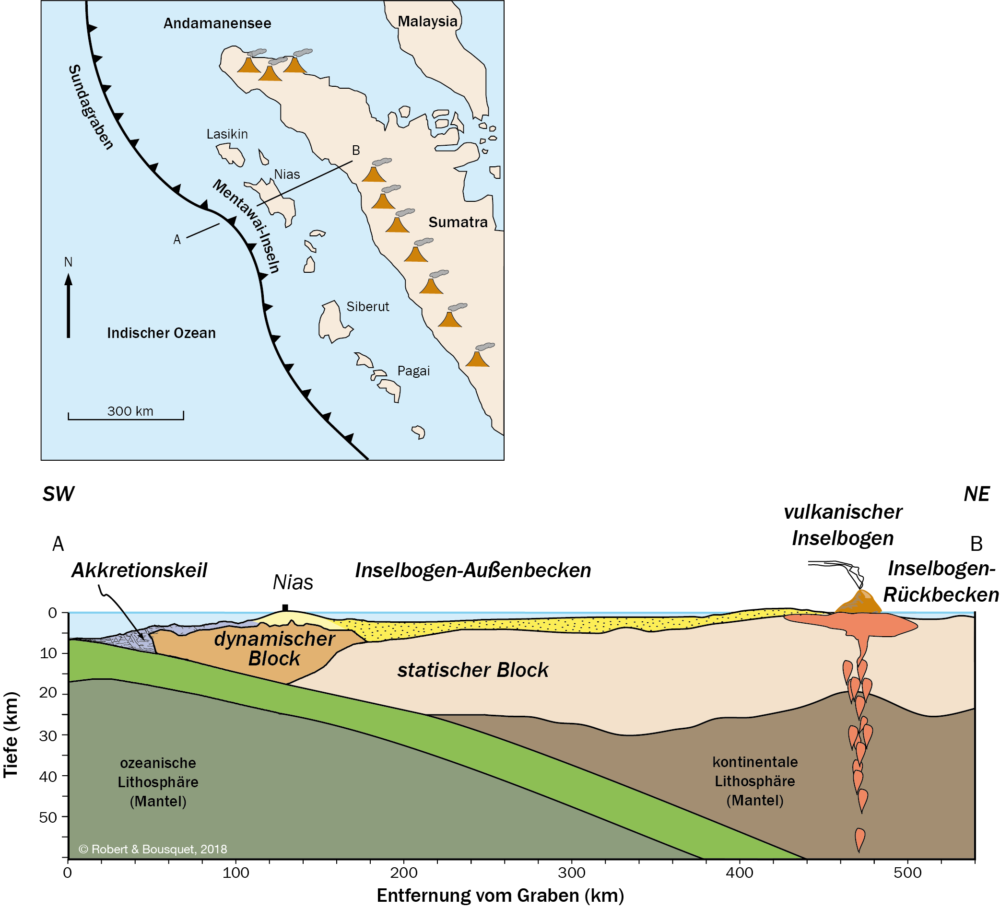 Andamanensee
Malaysia
Sundagraben
Lasikin
B
Nias
Mentawai-Inseln
Sumatra
A
N
Siberut
Indischer Ozean
Pagai
300 km
SW
NE
vulkanischer
Inselbogen
A
B
Akkretionskeil
Nias
Inselbogen-Außenbecken
Inselbogen-
Rückbecken
0
10
20
30
40
50
Tiefe (km)
dynamischer
Block
statischer Block
ozeanische
Lithosphäre
(Mantel)
kontinentale
Lithosphäre
(Mantel)
© Robert & Bousquet, 2018
0 100 200 300 400 500
Entfernung vom Graben (km)